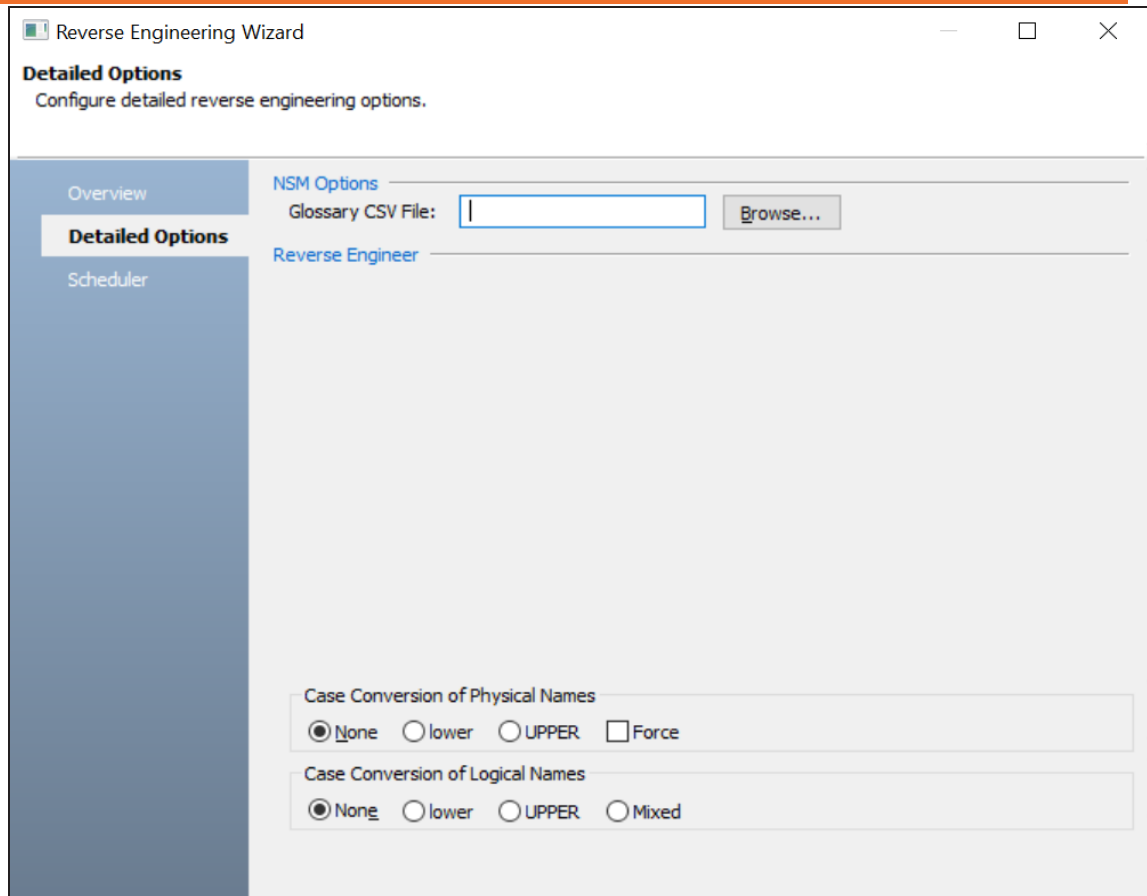 Reverse Engineering Wizard
Detailed Options
Configure detailed reverse engineering options.
Overview
Detailed Options
Scheduler
NSM Options
Glossary CSV File: Browse...
Reverse Engineer
Case Conversion of Physical Names
None lower UPPER Force
Case Conversion of Logical Names
None lower UPPER Mixed